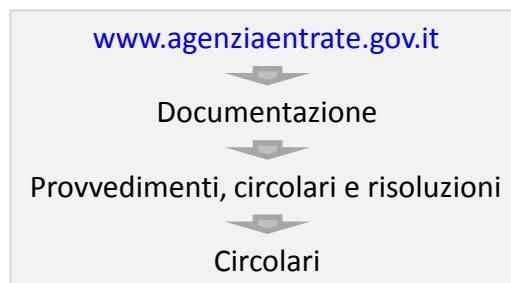 www.agenziaentrate.gov.it
Documentazione
Provvedimenti, circolari e risoluzioni
Circolari